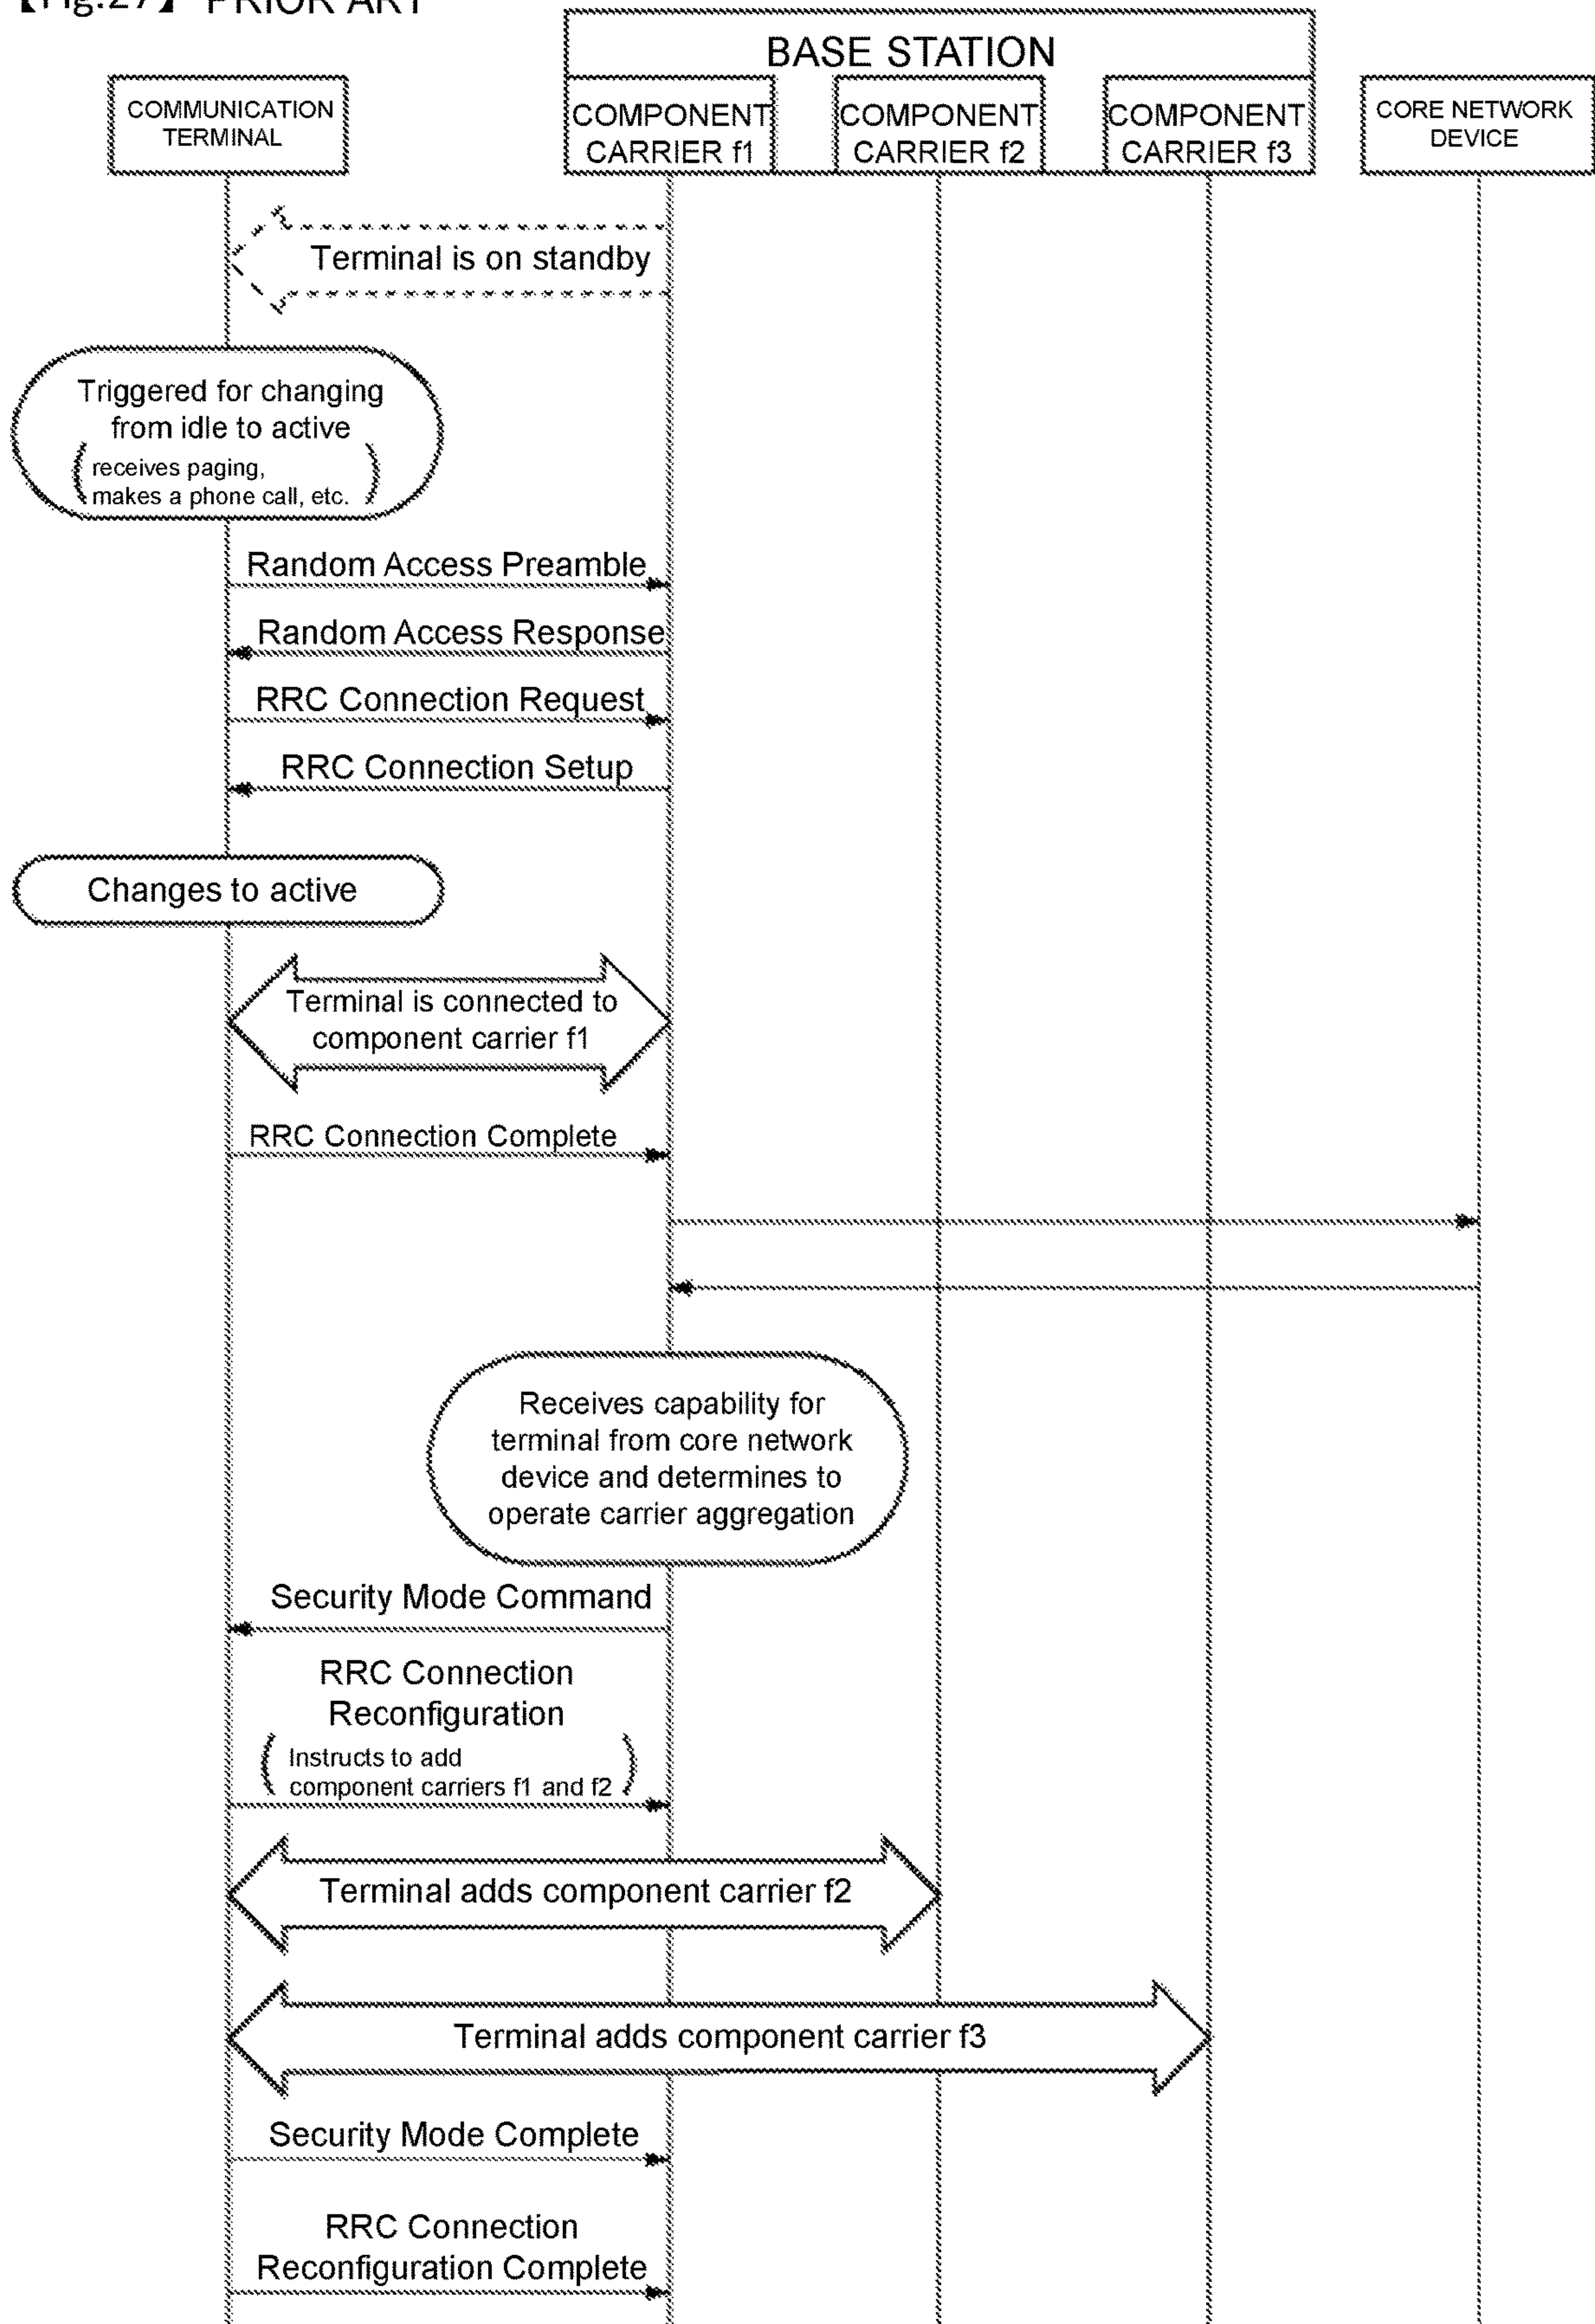 【Fig.27】 PRIOR ART
BASE STATION
COMMUNICATION
TERMINAL
COMPONENT
CARRIER f1
COMPONENT
CARRIER f2
COMPONENT
CARRIER f3
CORE NETWORK
DEVICE
Terminal is on standby
Triggered for changing
from idle to active
(receives paging,
makes a phone call, etc.)
Random Access Preamble
Random Access Response
RRC Connection Request
RRC Connection Setup
Changes to active
Terminal is connected to
component carrier f1
RRC Connection Complete
Receives capability for
terminal from core network
device and determines to
operate carrier aggregation
Security Mode Command
RRC Connection
Reconfiguration
(Instructs to add
component carriers f1 and f2)
Terminal adds component carrier f2
Terminal adds component carrier f3
Security Mode Complete
RRC Connection
Reconfiguration Complete